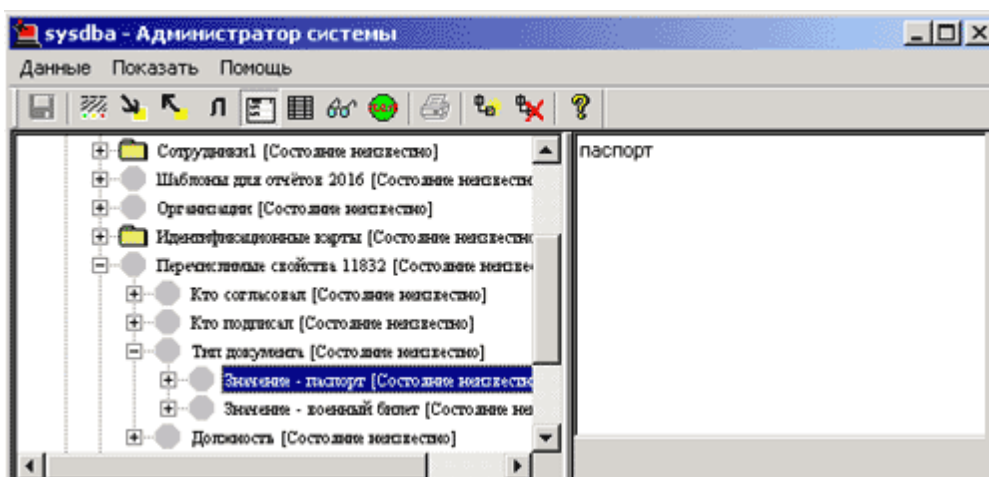 sysdba - Администратор системы
Данные Показать Помощь
Л
?
Сотрудники1 [Состояние неизвестно]
паспорт
Шаблоны для отчётов 2016 [Состояние неизвестн
Организации [Состояние неизвестно]
Идентификационные карты [Состояние неизвестно
Перечислимые свойства 11832 [Состояние неизве
Кто согласовал [Состояние неизвестно]
Кто подписал [Состояние неизвестно]
Тип документа [Состояние неизвестно]
Значение - паспорт [Состояние неизвестно
Значение - военный билет [Состояние неи
Должность [Состояние неизвестно]